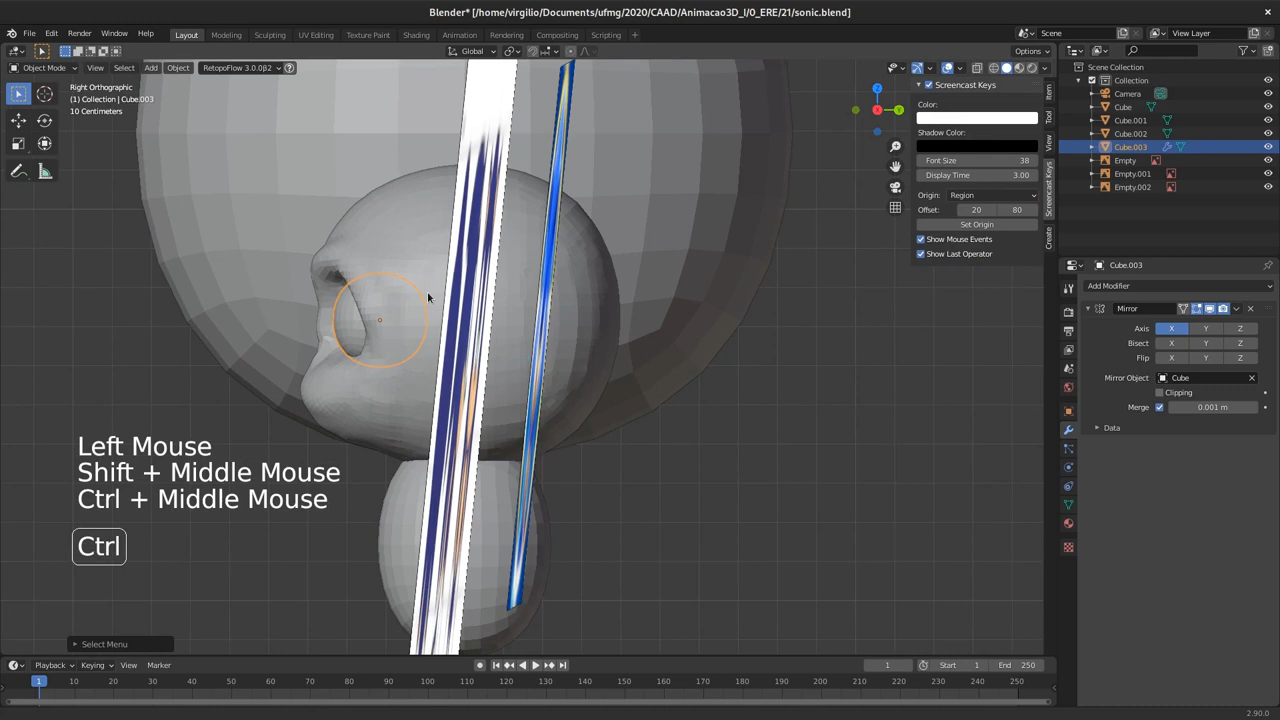 Blender* [/home/virgilio/Documents/ufmg/2020/CAAD/Animacao3D_I/0_ERE/21/sonic.blend]
File Edit Render Window Help Layout Modeling Sculpting UV Editing Texture Paint Shading Animation Rendering Compositing Scripting + Scene View Layer
Global Options
Object Mode View Select Add Object RetopoFlow 3.0.0β2
Right Orthographic
(1) Collection | Cube.003
10 Centimeters
Z
X
Y
Screencast Keys
Color:
Shadow Color:
Font Size 38
Display Time 3.00
Origin: Region
Offset: 20 80
Set Origin
Show Mouse Events
Show Last Operator
Item
Tool
View
Screencast Keys
Create
Scene Collection
Collection
Camera
Cube
Cube.001
Cube.002
Cube.003
Empty
Empty.001
Empty.002
Cube.003
Add Modifier
Mirror
Axis X Y Z
Bisect X Y Z
Flip X Y Z
Mirror Object Cube
Clipping
Merge 0.001 m
Data
Left Mouse
Shift + Middle Mouse
Ctrl + Middle Mouse
Ctrl
Select Menu
Playback Keying View Marker 1 Start 1 End 250
1 10 20 30 40 50 60 70 80 90 100 110 120 130 140 150 160 170 180 190 200 210 220 230 240 250
2.90.0